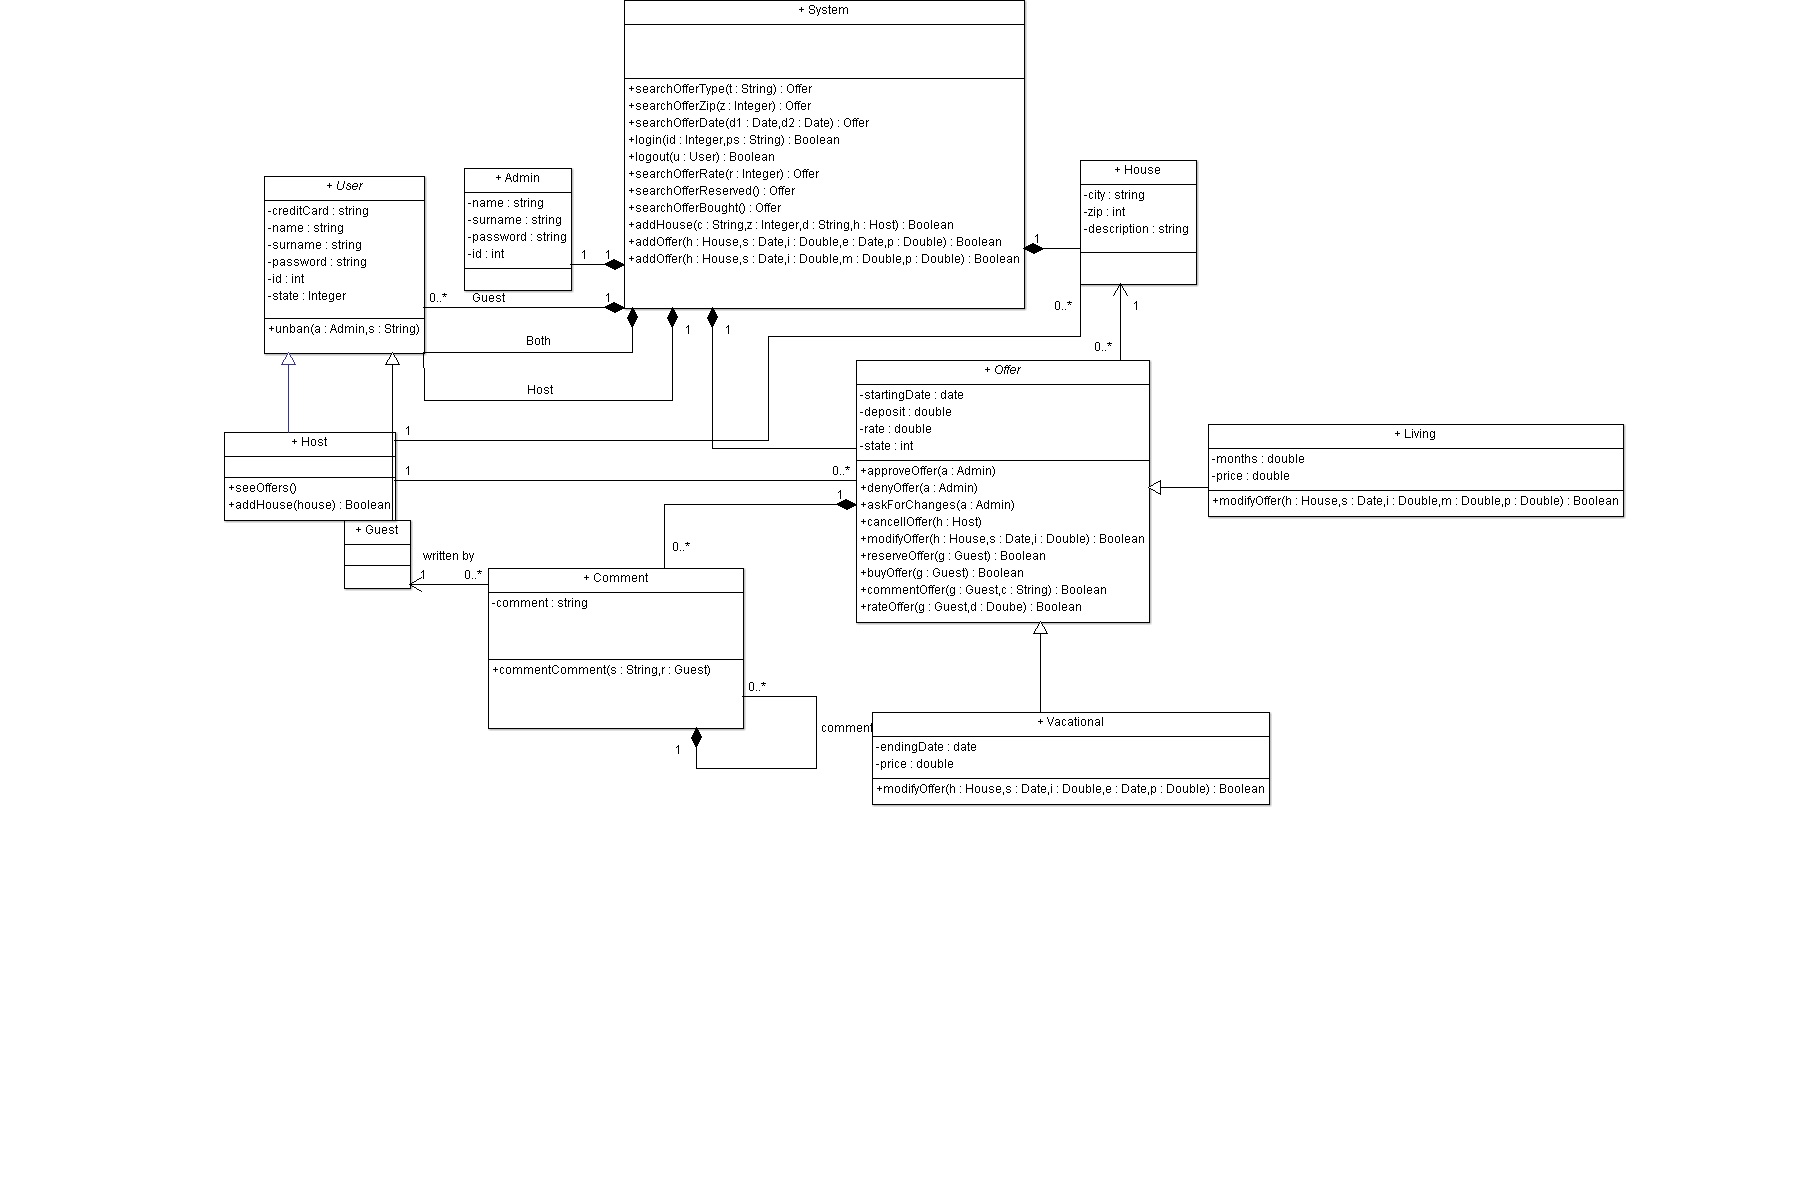 + System
+searchOfferType(t : String) : Offer
+searchOfferZip(z : Integer) : Offer
+searchOfferDate(d1 : Date,d2 : Date) : Offer
+login(id : Integer,ps : String) : Boolean
+logout(u : User) : Boolean
+searchOfferRate(r : Integer) : Offer
+searchOfferReserved() : Offer
+searchOfferBought() : Offer
+addHouse(c : String,z : Integer,d : String,h : Host) : Boolean
+addOffer(h : House,s : Date,i : Double,e : Date,p : Double) : Boolean
+addOffer(h : House,s : Date,i : Double,m : Double,p : Double) : Boolean
+ User
-creditCard : string
-name : string
-surname : string
-password : string
-id : int
-state : Integer
+unban(a : Admin,s : String)
+ Admin
-name : string
-surname : string
-password : string
-id : int
1
1
0..*
Guest
1
Both
Host
1
1
+ House
-city : string
-zip : int
-description : string
1
0..*
1
0..*
+ Offer
-startingDate : date
-deposit : double
-rate : double
-state : int
+approveOffer(a : Admin)
+denyOffer(a : Admin)
+askForChanges(a : Admin)
+cancellOffer(h : Host)
+modifyOffer(h : House,s : Date,i : Double) : Boolean
+reserveOffer(g : Guest) : Boolean
+buyOffer(g : Guest) : Boolean
+commentOffer(g : Guest,c : String) : Boolean
+rateOffer(g : Guest,d : Doube) : Boolean
+ Living
-months : double
-price : double
+modifyOffer(h : House,s : Date,i : Double,m : Double,p : Double) : Boolean
+ Host
+seeOffers()
+addHouse(house) : Boolean
1
1
0..*
1
0..*
+ Guest
written by
1
0..*
+ Comment
-comment : string
+commentComment(s : String,r : Guest)
0..*
comment
1
+ Vacational
-endingDate : date
-price : double
+modifyOffer(h : House,s : Date,i : Double,e : Date,p : Double) : Boolean